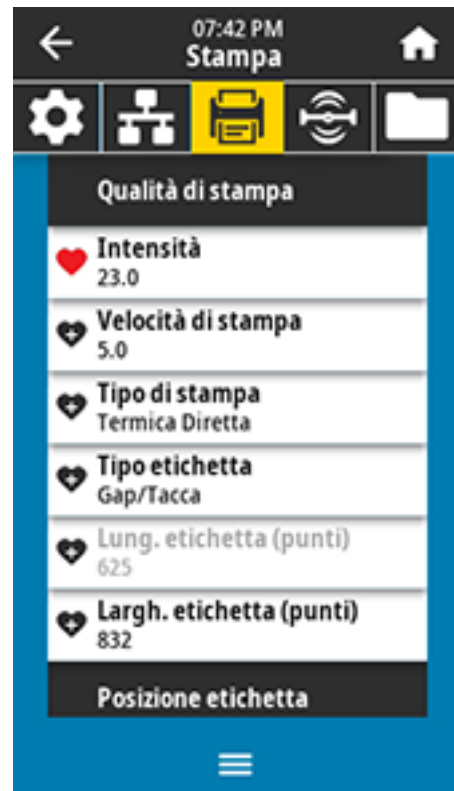 07:42 PM
Stampa
Qualità di stampa
Intensità
23.0
Velocità di stampa
5.0
Tipo di stampa
Termica Diretta
Tipo etichetta
Gap/Tacca
Lung. etichetta (punti)
625
Largh. etichetta (punti)
832
Posizione etichetta